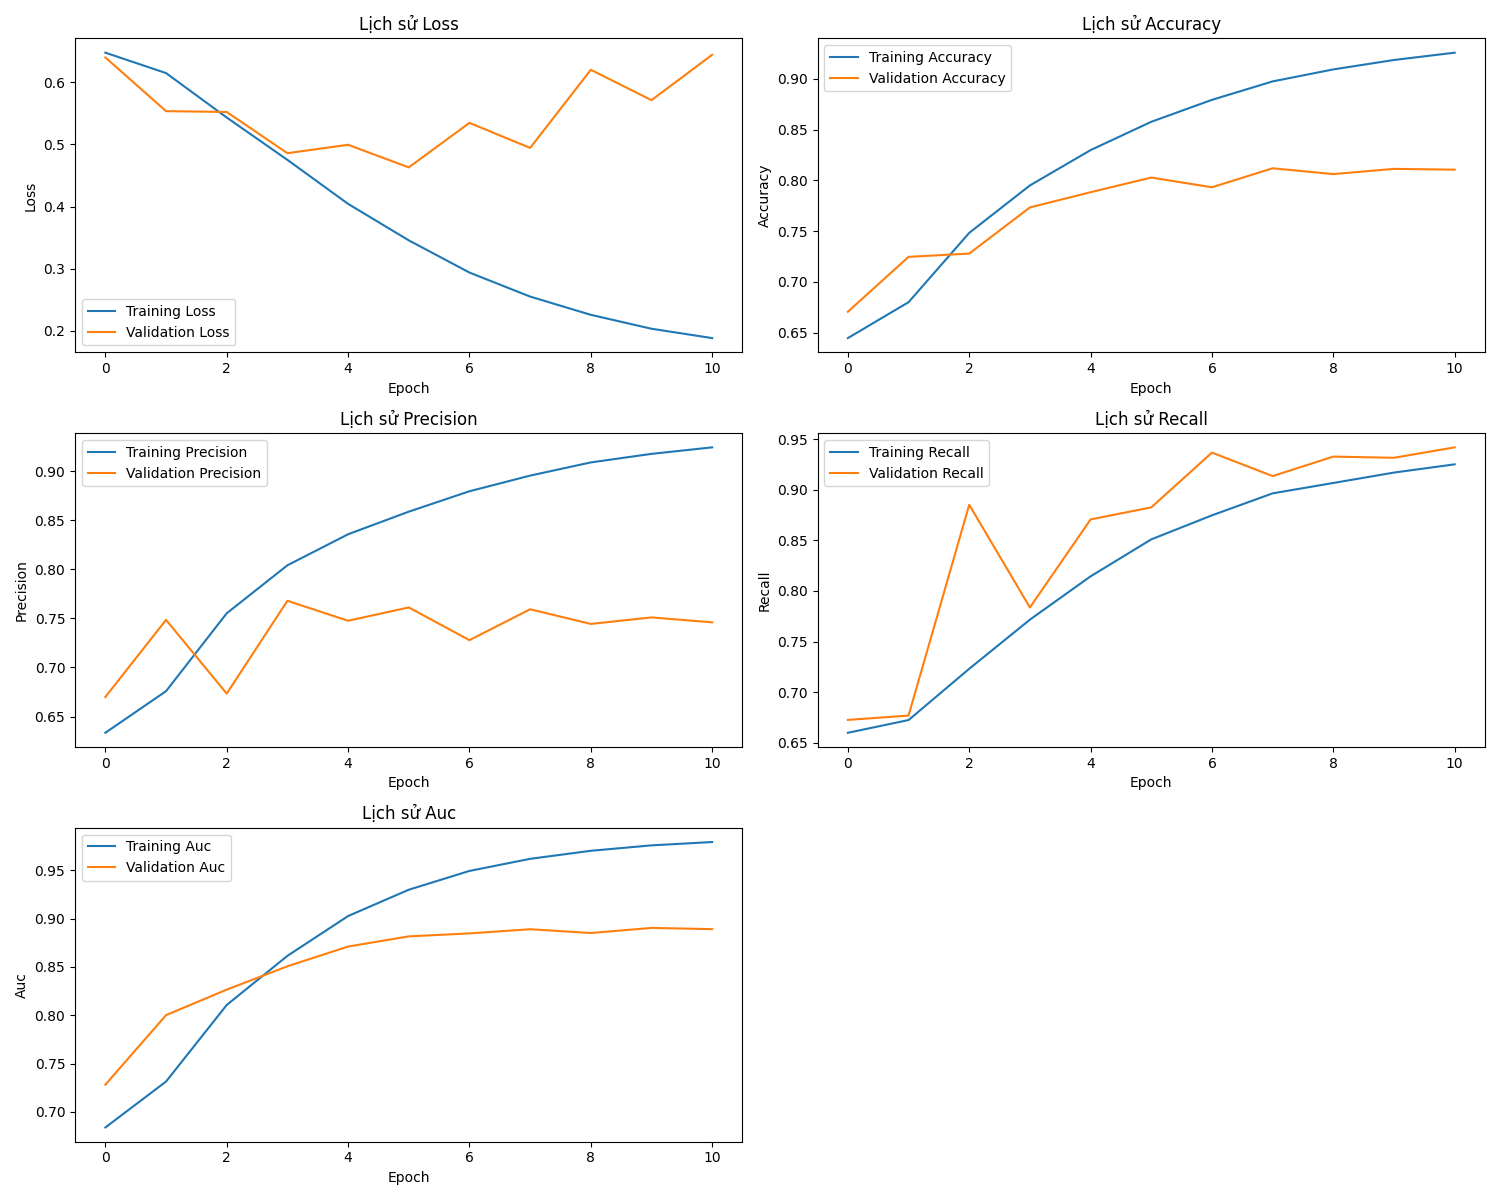 Lịch sử Loss
0.6
0.5
0.4
0.3
0.2
Loss
Training Loss
Validation Loss
0 2 4 6 8 10
Epoch
Lịch sử Accuracy
Training Accuracy
Validation Accuracy
0.90
0.85
0.80
0.75
0.70
0.65
Accuracy
0 2 4 6 8 10
Epoch
Lịch sử Precision
Training Precision
Validation Precision
0.90
0.85
0.80
0.75
0.70
0.65
Precision
0 2 4 6 8 10
Epoch
Lịch sử Recall
Training Recall
Validation Recall
0.95
0.90
0.85
0.80
0.75
0.70
0.65
Recall
0 2 4 6 8 10
Epoch
Lịch sử Auc
Training Auc
Validation Auc
0.95
0.90
0.85
0.80
0.75
0.70
Auc
0 2 4 6 8 10
Epoch